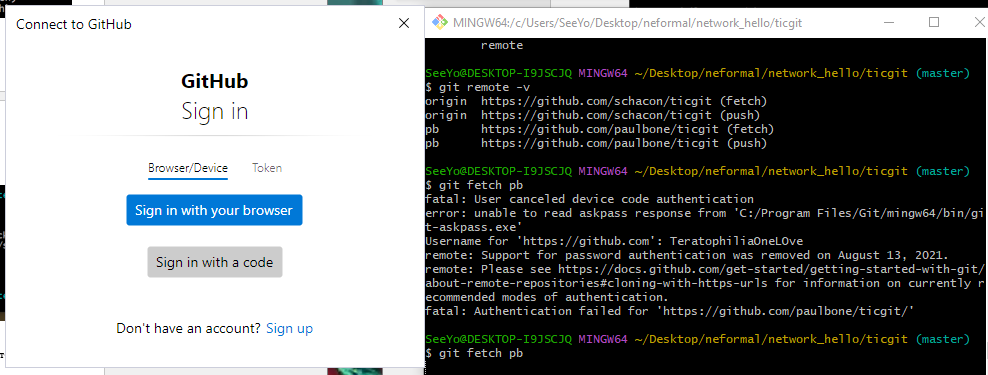 Connect to GitHub
GitHub
Sign in
Browser/Device
Token
Sign in with your browser
Sign in with a code
Don't have an account? Sign up
MINGW64:/c/Users/SeeYo/Desktop/neformal/network_hello/ticgit
remote
SeeYo@DESKTOP-I9JSCJQ MINGW64 ~/Desktop/neformal/network_hello/ticgit (master)
$ git remote -v
origin https://github.com/schacon/ticgit (fetch)
origin https://github.com/schacon/ticgit (push)
pb https://github.com/paulbone/ticgit (fetch)
pb https://github.com/paulbone/ticgit (push)
SeeYo@DESKTOP-I9JSCJQ MINGW64 ~/Desktop/neformal/network_hello/ticgit (master)
$ git fetch pb
fatal: User canceled device code authentication
error: unable to read askpass response from 'C:/Program Files/Git/mingw64/bin/gi
t-askpass.exe'
Username for 'https://github.com': TeratophiliaOneLOve
remote: Support for password authentication was removed on August 13, 2021.
remote: Please see https://docs.github.com/get-started/getting-started-with-git/
about-remote-repositories#cloning-with-https-urls for information on currently r
ecommended modes of authentication.
fatal: Authentication failed for 'https://github.com/paulbone/ticgit/'
SeeYo@DESKTOP-I9JSCJQ MINGW64 ~/Desktop/neformal/network_hello/ticgit (master)
$ git fetch pb